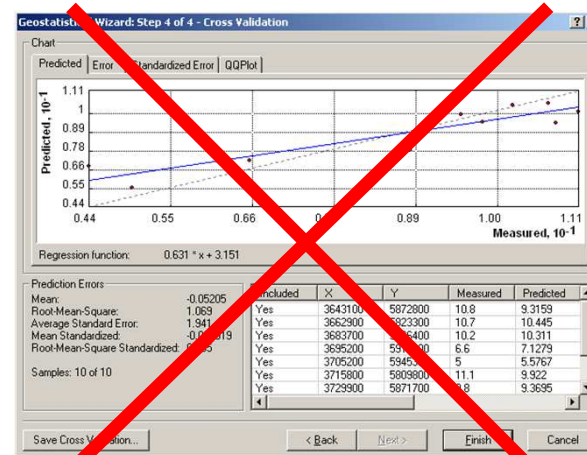 Geostatistical Wizard: Step 4 of 4 - Cross Validation
Chart
Predicted Error Standardized Error QQPlot
Predicted, 10-1
1.11
1
0.89
0.78
0.66
0.55
0.44
0.44 0.55 0.66 0.89 1.00 1.11
Measured, 10-1
Regression function: 0.631 * x + 3.151
Prediction Errors
Mean: -0.05205
Root-Mean-Square: 1.069
Average Standard Error: 1.941
Mean Standardized:
Root-Mean-Square Standardized:
Samples: 10 of 10
Included X Y Measured Predicted
Yes 3643100 5872800 10.8 9.3159
Yes 3662900 5823300 10.7 10.445
Yes 3683700 10.2 10.311
Yes 3695200 6.6 7.1279
Yes 3705200 5 5.5767
Yes 3715800 5809800 11.1 9.922
Yes 3729900 5871700 9.3695
Save Cross Validation... < Back Next > Finish Cancel